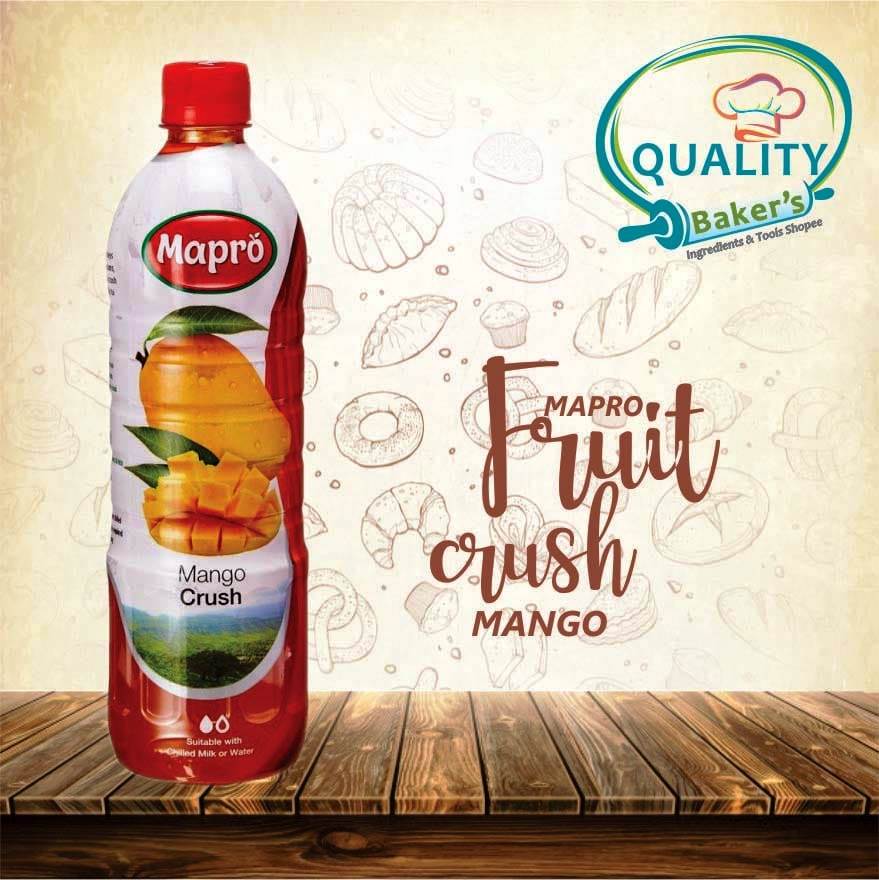 QUALITY
Baker's
Ingredients & Tools Shopee
Mapro
Mango
Crush
Suitable with
Chilled Milk or Water
MAPRO
Fruit
crush
MANGO